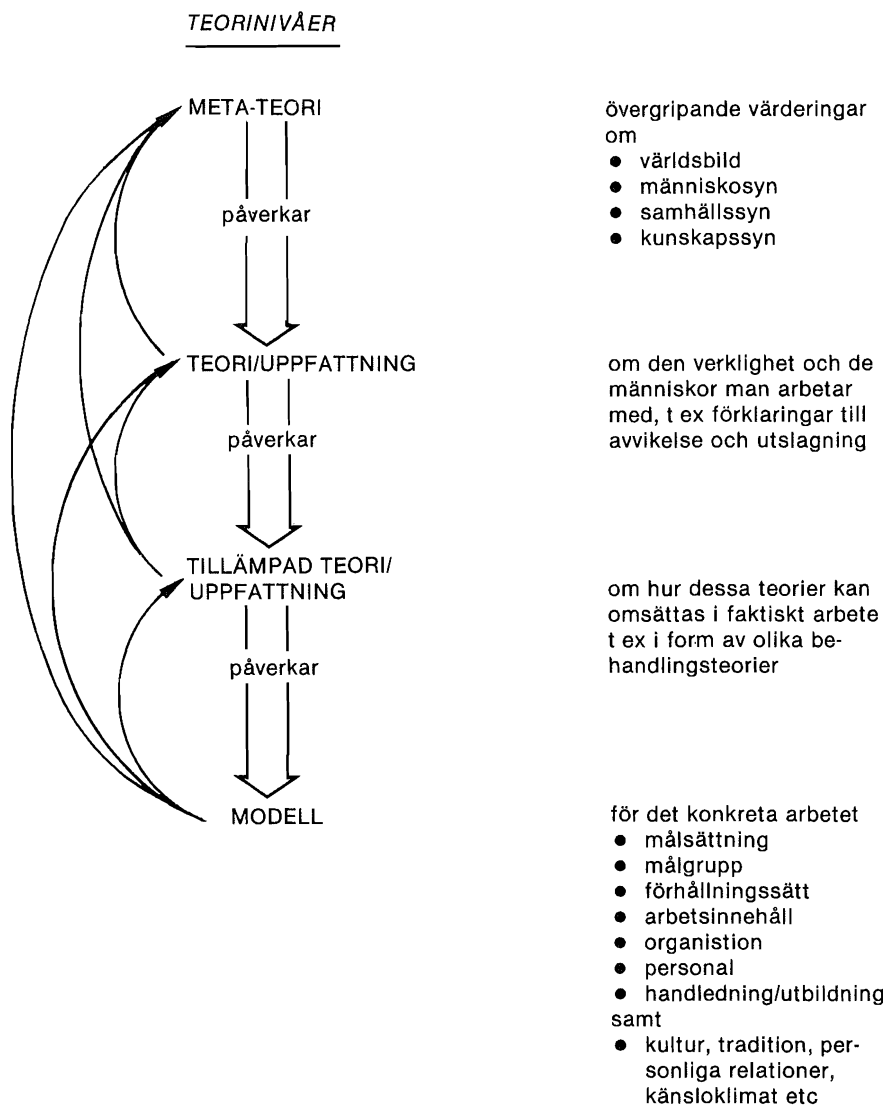 TEORINIVÅER
META-TEORI
övergripande värderingar
om
● världsbild
● människosyn
● samhällssyn
● kunskapssyn
påverkar
TEORI/UPPFATTNING
om den verklighet och de
människor man arbetar
med, t ex förklaringar till
avvikelse och utslagning
påverkar
TILLÄMPAD TEORI/
UPPFATTNING
om hur dessa teorier kan
omsättas i faktiskt arbete
t ex i form av olika be-
handlingsteorier
påverkar
MODELL
för det konkreta arbetet
● målsättning
● målgrupp
● förhållningssätt
● arbetsinnehåll
● organistion
● personal
● handledning/utbildning
samt
● kultur, tradition, per-
sonliga relationer,
känsloklimat etc